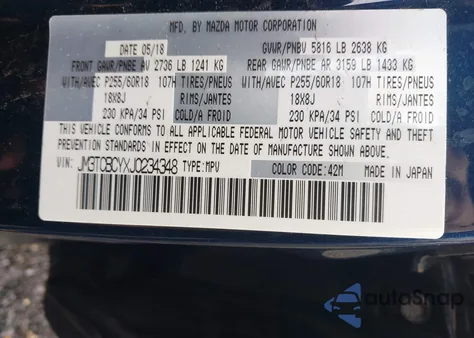 MFD. BY MAZDA MOTOR CORPORATION
DATE 05/18 GVWR/PNBV 5816 LB 2638 KG
FRONT GAWR/PNBE AV 2736 LB 1241 KG REAR GAWR/PNBE AR 3159 LB 1433 KG
WITH/AVEC P255/60R18 107H TIRES/PNEUS WITH/AVEC P255/60R18 107H TIRES/PNEUS
18X8J RIMS/JANTES 18X8J RIMS/JANTES
230 KPA/34 PSI COLD/A FROID 230 KPA/34 PSI COLD/A FROID
THIS VEHICLE CONFORMS TO ALL APPLICABLE FEDERAL MOTOR VEHICLE SAFETY AND THEFT
PREVENTION STANDARDS IN EFFECT ON THE DATE OF MANUFACTURE SHOWN ABOVE.
VIN: JM3TCBCYXJ0234348 TYPE:MPV COLOR CODE:42M MADE IN JAPAN
autoSnap